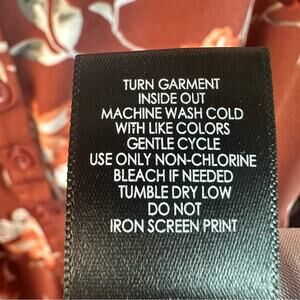 TURN GARMENT
INSIDE OUT
MACHINE WASH COLD
WITH LIKE COLORS
GENTLE CYCLE
USE ONLY NON-CHLORINE
BLEACH IF NEEDED
TUMBLE DRY LOW
DO NOT
IRON SCREEN PRINT